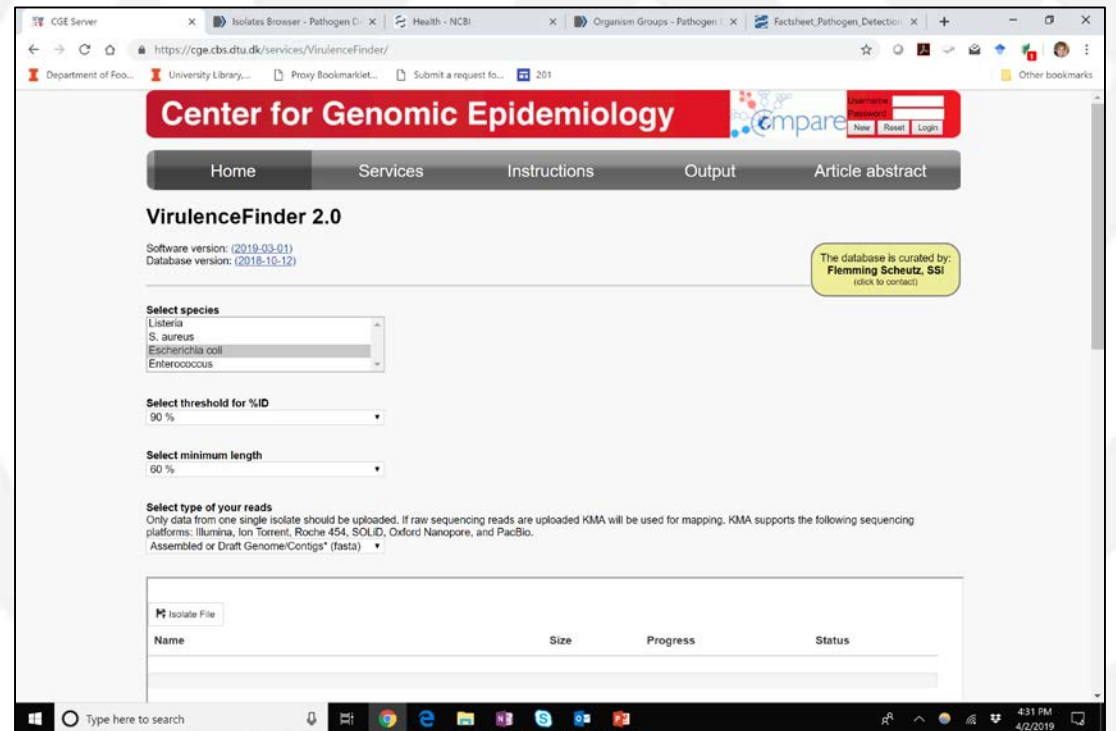 CGE Server
Isolates Browser - Pathogen D
Health - NCBI
Organism Groups - Pathogen
Factsheet_Pathogen_Detection
https://cge.cbs.dtu.dk/services/VirulenceFinder/
Department of Foo...
University Library,...
Proxy Bookmarklet...
Submit a request fo...
201
Other bookmarks
Center for Genomic Epidemiology
Compare
Username
Password
New Reset Login
Home Services Instructions Output Article abstract
VirulenceFinder 2.0
Software version: (2019-03-01)
Database version: (2018-10-12)
The database is curated by:
Flemming Scheutz, SSI
(click to contact)
Select species
Listeria
S. aureus
Escherichia coli
Enterococcus
Select threshold for %ID
90 %
Select minimum length
60 %
Select type of your reads
Only data from one single isolate should be uploaded. If raw sequencing reads are uploaded KMA will be used for mapping. KMA supports the following sequencing
platforms: Illumina, Ion Torrent, Roche 454, SOLiD, Oxford Nanopore, and PacBio.
Assembled or Draft Genome/Contigs* (fasta)
Isolate File
Name Size Progress Status
Type here to search
4:31 PM
4/2/2019